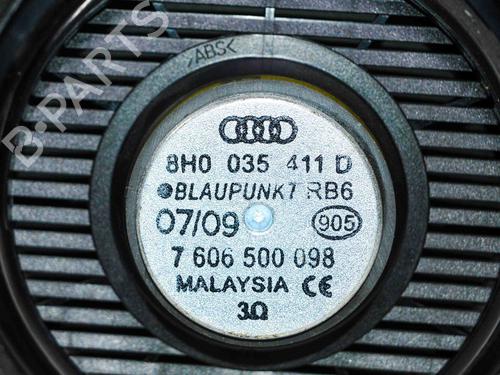 >ABS<
B-PARTS
8H0 035 411 D
BLAUPUNKT RB6
07/09 905
7 606 500 098
MALAYSIA CE
3Ω